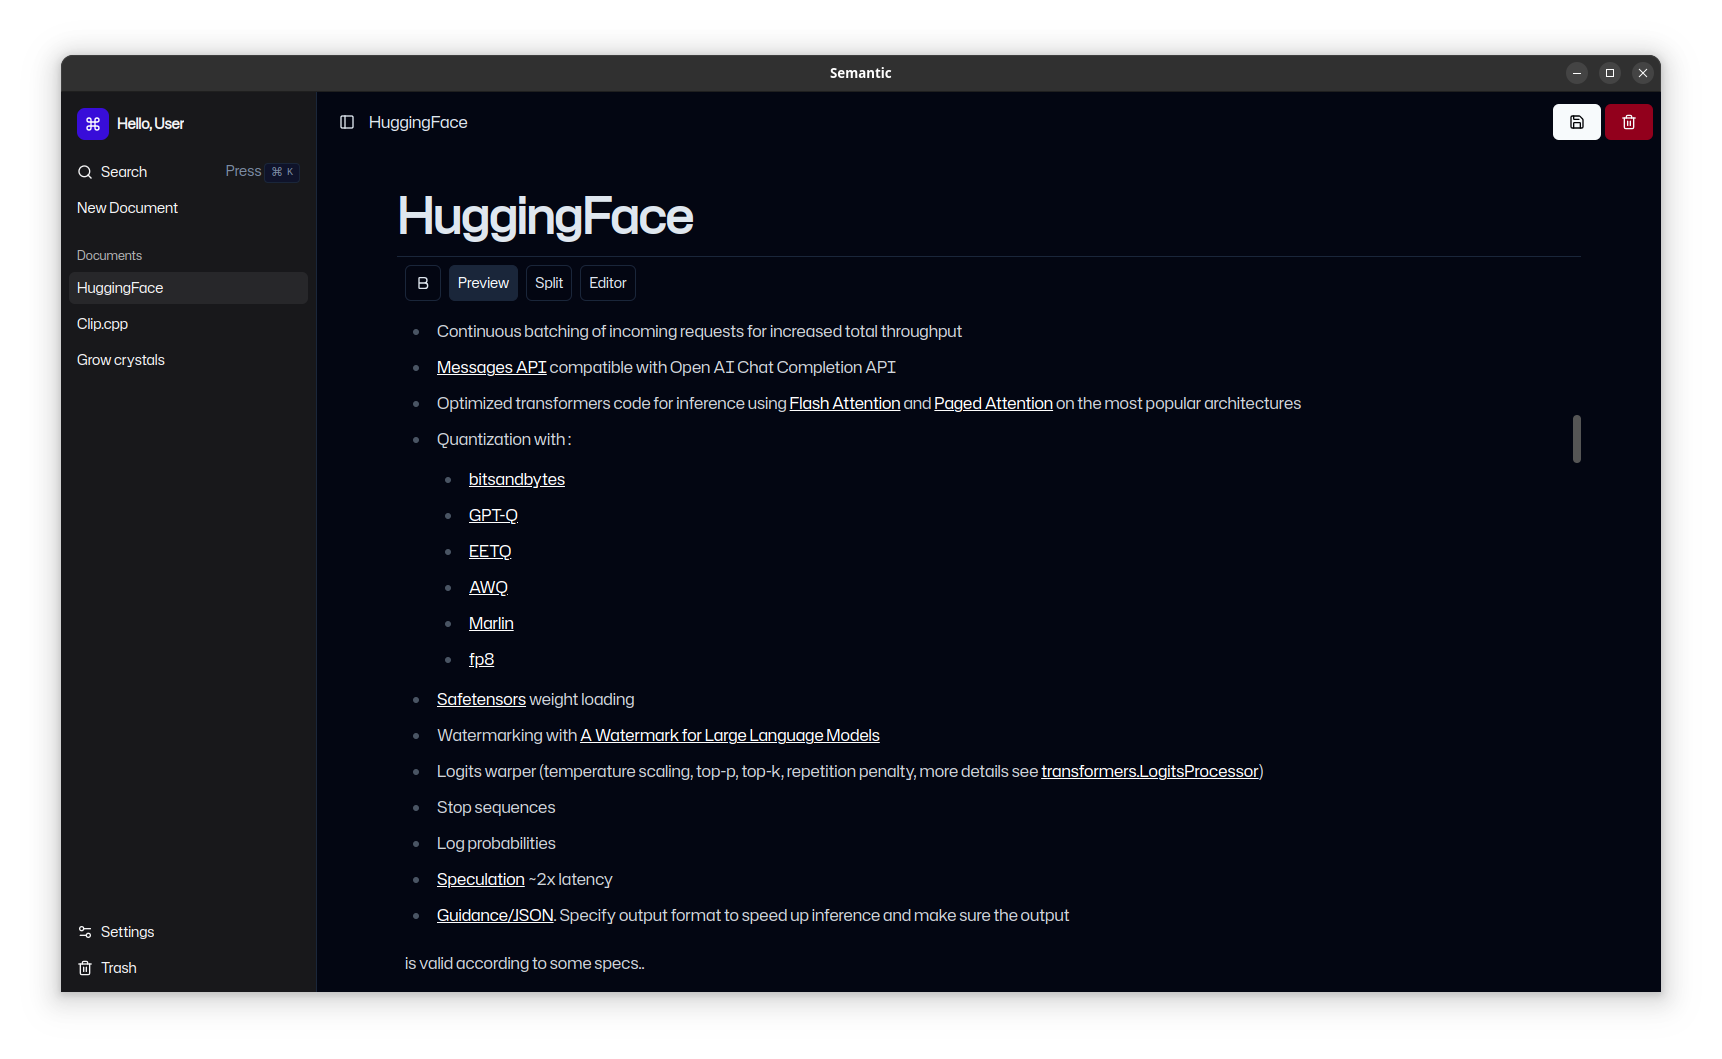 Semantic
Hello, User
Search Press ⌘ K
New Document
Documents
HuggingFace
Clip.cpp
Grow crystals
Settings
Trash
HuggingFace
HuggingFace
B Preview Split Editor
Continuous batching of incoming requests for increased total throughput
Messages API compatible with Open AI Chat Completion API
Optimized transformers code for inference using Flash Attention and Paged Attention on the most popular architectures
Quantization with :
bitsandbytes
GPT-Q
EETQ
AWQ
Marlin
fp8
Safetensors weight loading
Watermarking with A Watermark for Large Language Models
Logits warper (temperature scaling, top-p, top-k, repetition penalty, more details see transformers.LogitsProcessor)
Stop sequences
Log probabilities
Speculation ~2x latency
Guidance/JSON. Specify output format to speed up inference and make sure the output
is valid according to some specs..